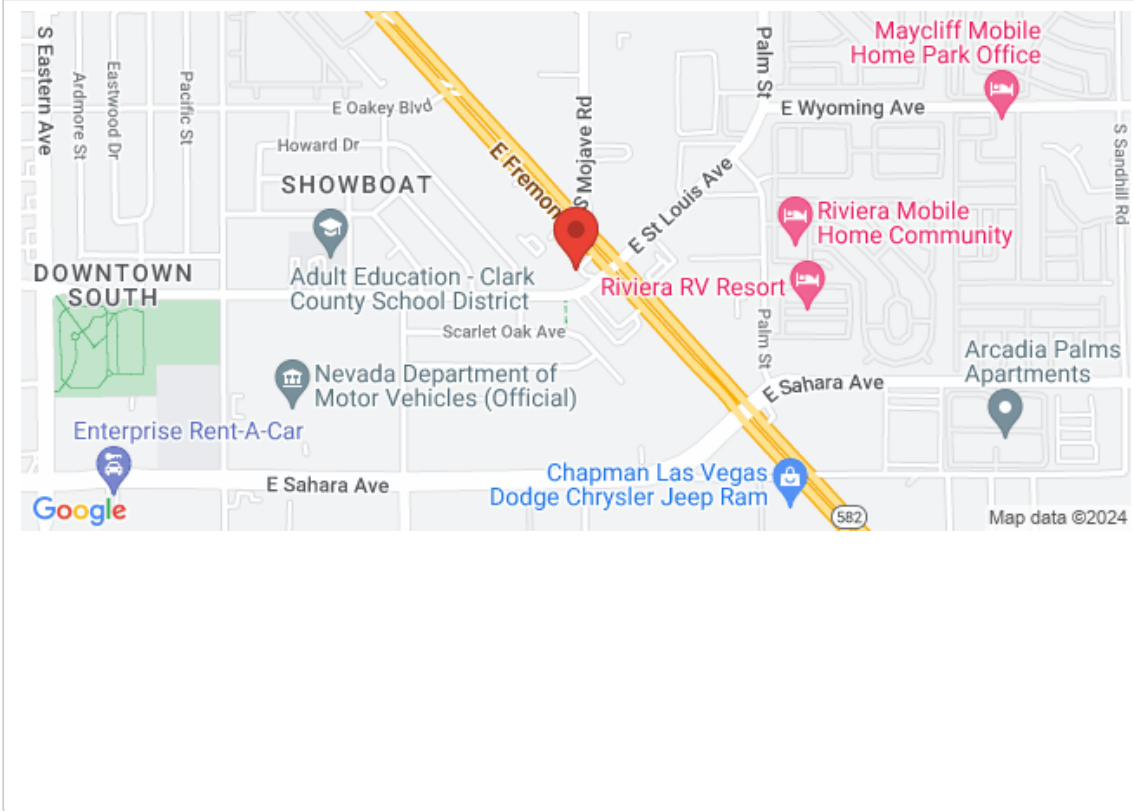 S Eastern Ave
Ardmore St
Eastwood Dr
Pacific St
E Oakey Blvd
Howard Dr
SHOWBOAT
E Fremon
S Mojave Rd
Palm St
Maycliff Mobile
Home Park Office
E Wyoming Ave
S Sandhill Rd
E St Louis Ave
Riviera Mobile
Home Community
Riviera RV Resort
DOWNTOWN
SOUTH
Adult Education - Clark
County School District
Scarlet Oak Ave
Palm St
Nevada Department of
Motor Vehicles (Official)
Arcadia Palms
Apartments
E Sahara Ave
Enterprise Rent-A-Car
E Sahara Ave
Chapman Las Vegas
Dodge Chrysler Jeep Ram
582
Google
Map data ©2024